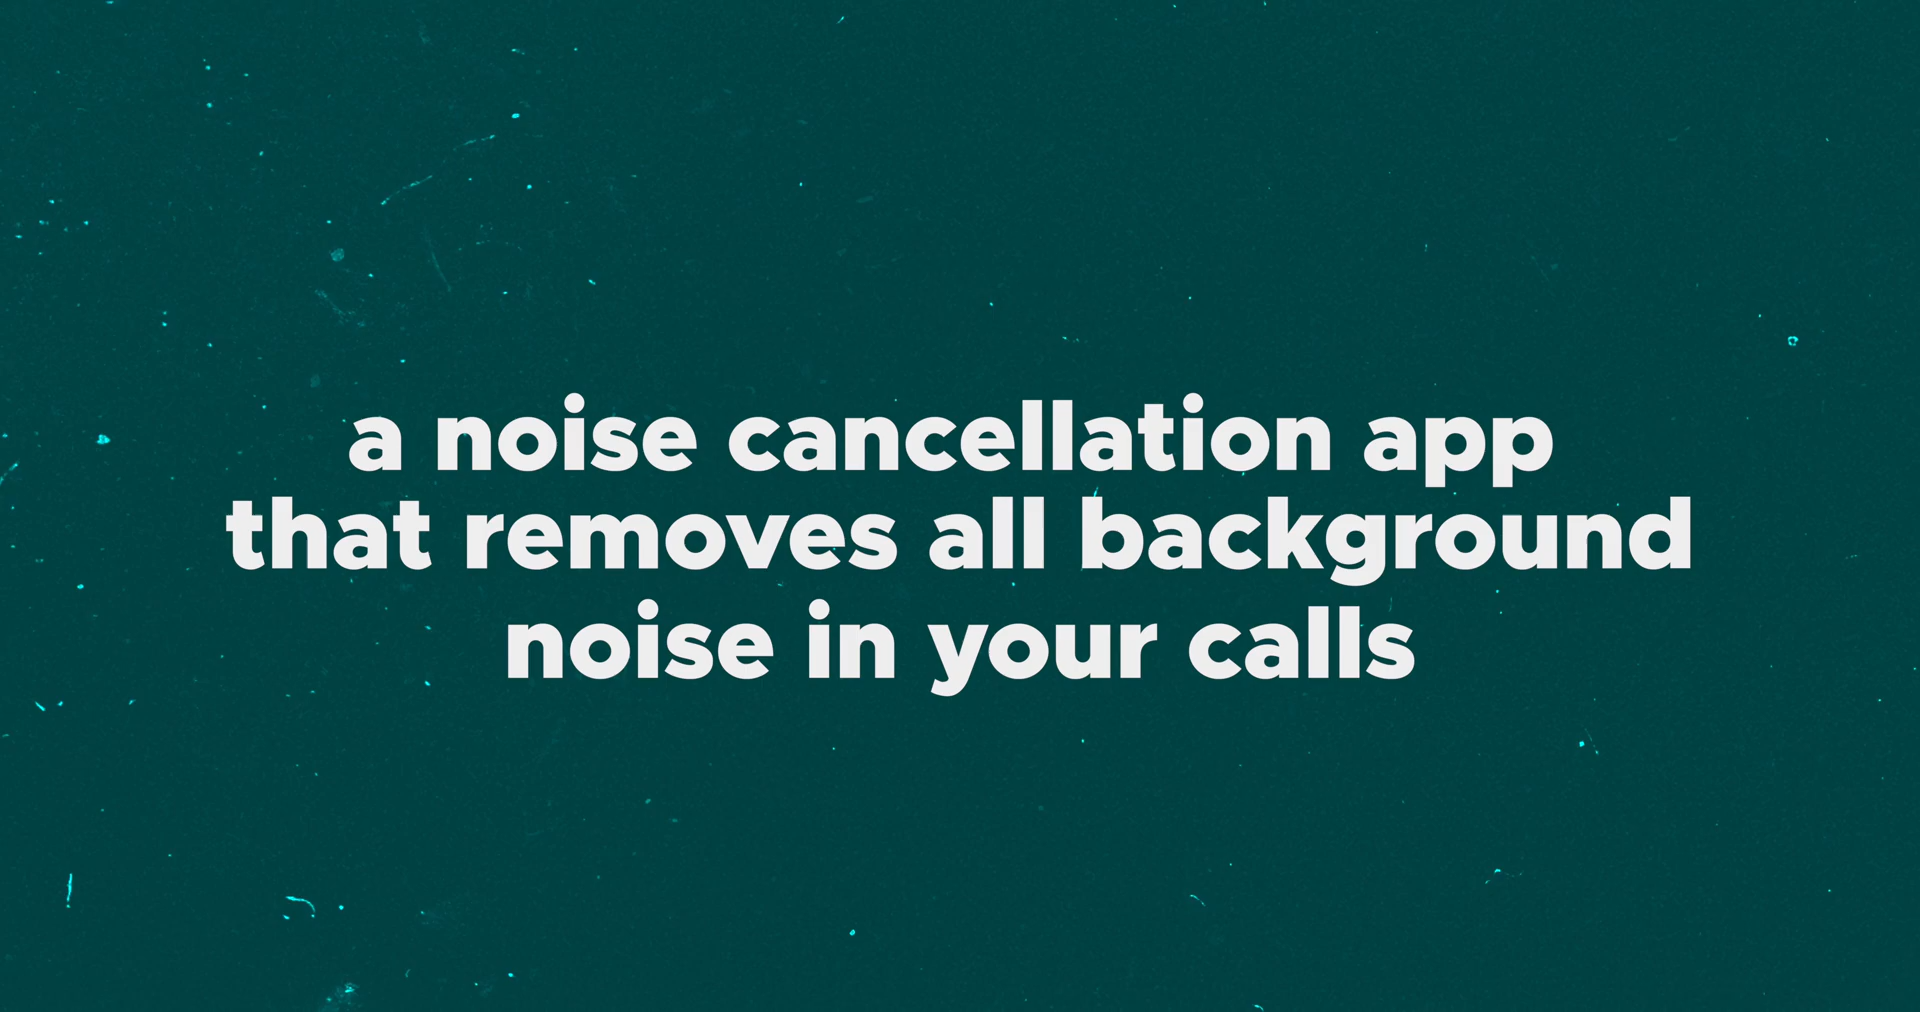 a noise cancellation app
that removes all background
noise in your calls